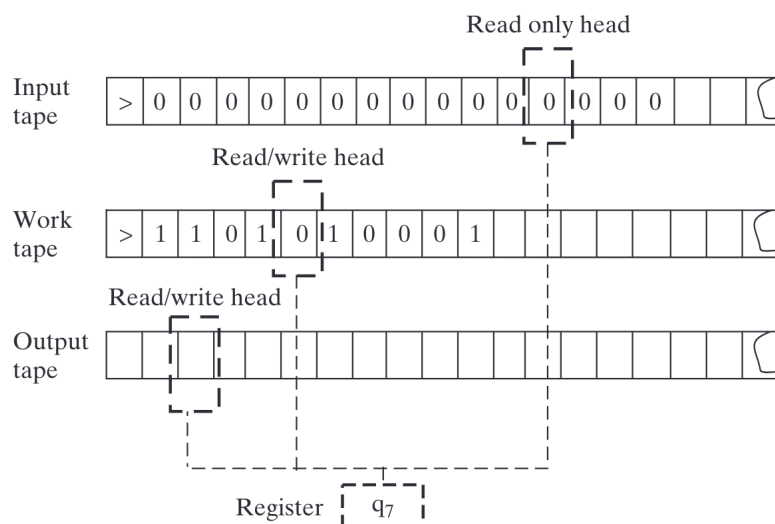 Read only head
Input tape
> 0 0 0 0 0 0 0 0 0 0 0 0 0 0 0
Read/write head
Work tape
> 1 1 0 1 0 1 0 0 0 1
Read/write head
Output tape
Register q₇